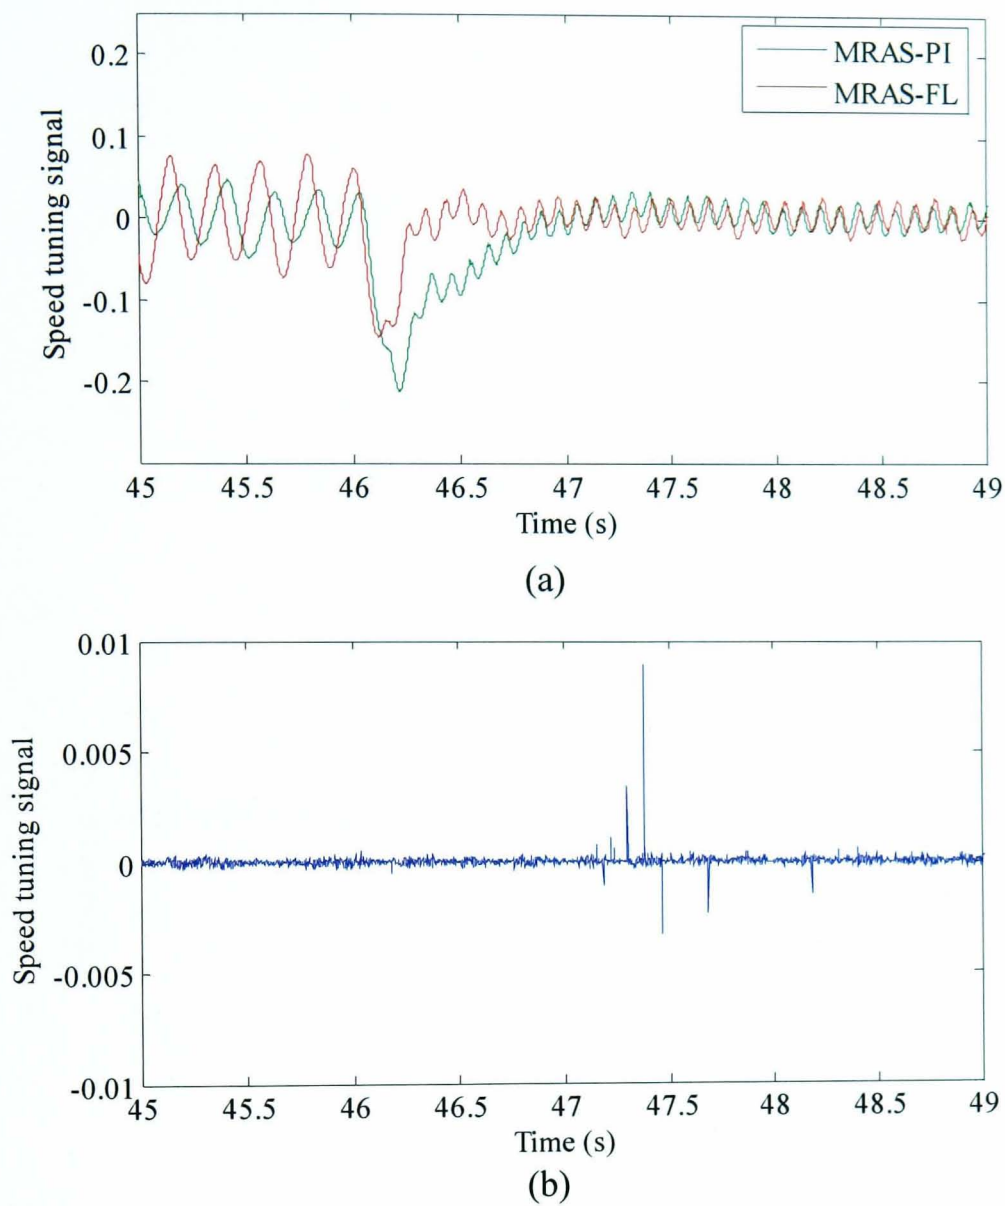 0.2
0.1
0
-0.1
-0.2
Speed tuning signal
MRAS-PI
MRAS-FL
45 45.5 46 46.5 47 47.5 48 48.5 49
Time (s)
(a)
0.01
0.005
0
-0.005
-0.01
Speed tuning signal
45 45.5 46 46.5 47 47.5 48 48.5 49
Time (s)
(b)